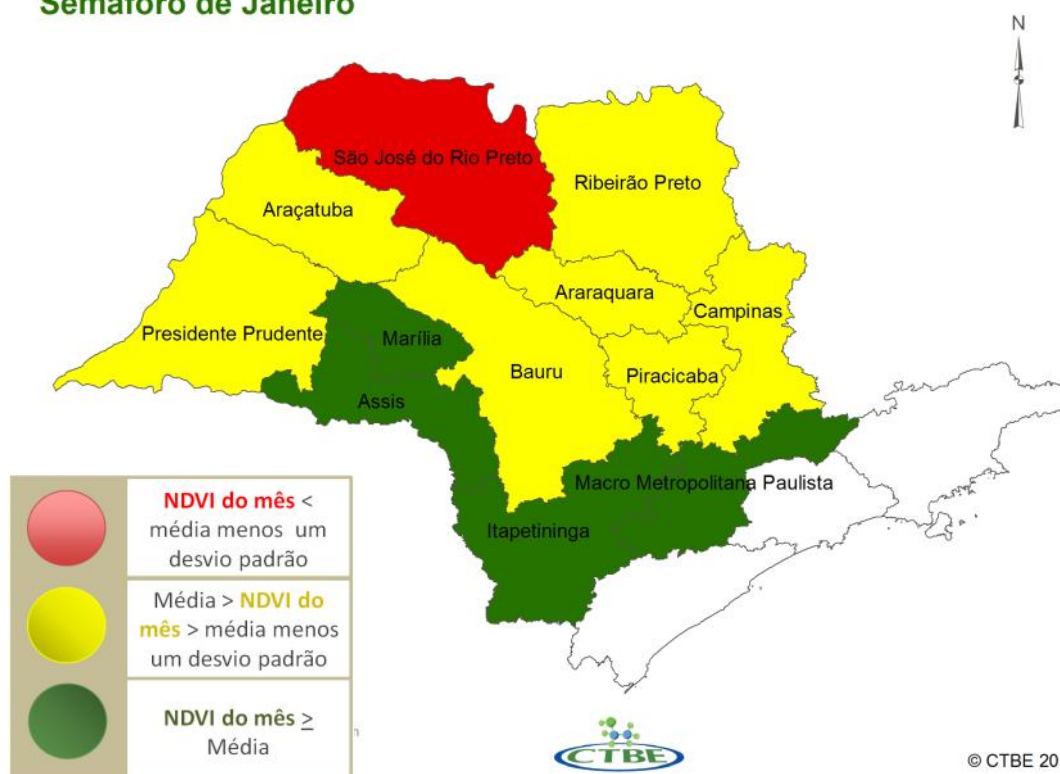 Semáforo de Janeiro
N
São José do Rio Preto
Ribeirão Preto
Araçatuba
Araraquara
Campinas
Presidente Prudente
Marília
Bauru
Piracicaba
Assis
Macro Metropolitana Paulista
Itapetininga
NDVI do mês <
média menos um
desvio padrão
Média > NDVI do
mês > média menos
um desvio padrão
NDVI do mês ≥
Média
CTBE
© CTBE 20